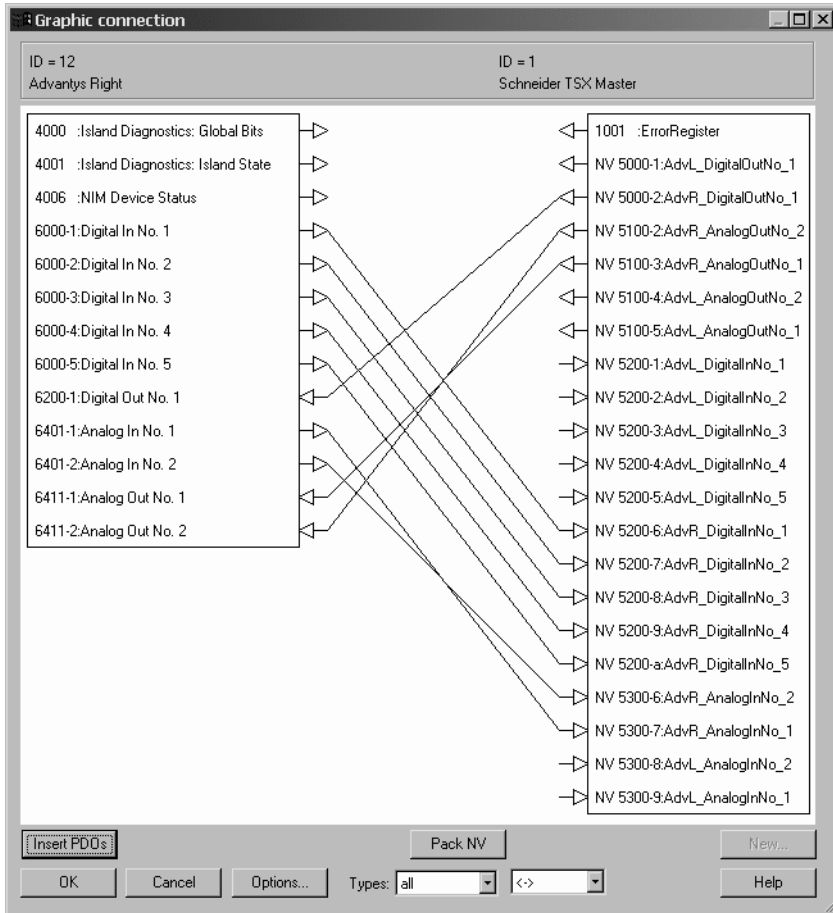 Graphic connection
ID = 12
Advantys Right
ID = 1
Schneider TSX Master
4000 :Island Diagnostics: Global Bits
4001 :Island Diagnostics: Island State
4006 :NIM Device Status
6000-1:Digital In No. 1
6000-2:Digital In No. 2
6000-3:Digital In No. 3
6000-4:Digital In No. 4
6000-5:Digital In No. 5
6200-1:Digital Out No. 1
6401-1:Analog In No. 1
6401-2:Analog In No. 2
6411-1:Analog Out No. 1
6411-2:Analog Out No. 2
1001 :ErrorRegister
NV 5000-1:AdvL_DigitalOutNo_1
NV 5000-2:AdvR_DigitalOutNo_1
NV 5100-2:AdvR_AnalogOutNo_2
NV 5100-3:AdvR_AnalogOutNo_1
NV 5100-4:AdvL_AnalogOutNo_2
NV 5100-5:AdvL_AnalogOutNo_1
NV 5200-1:AdvL_DigitalInNo_1
NV 5200-2:AdvL_DigitalInNo_2
NV 5200-3:AdvL_DigitalInNo_3
NV 5200-4:AdvL_DigitalInNo_4
NV 5200-5:AdvL_DigitalInNo_5
NV 5200-6:AdvR_DigitalInNo_1
NV 5200-7:AdvR_DigitalInNo_2
NV 5200-8:AdvR_DigitalInNo_3
NV 5200-9:AdvR_DigitalInNo_4
NV 5200-a:AdvR_DigitalInNo_5
NV 5300-6:AdvR_AnalogInNo_2
NV 5300-7:AdvR_AnalogInNo_1
NV 5300-8:AdvL_AnalogInNo_2
NV 5300-9:AdvL_AnalogInNo_1
Insert PDOs
Pack NV
New...
OK
Cancel
Options...
Types:
all
<->
Help